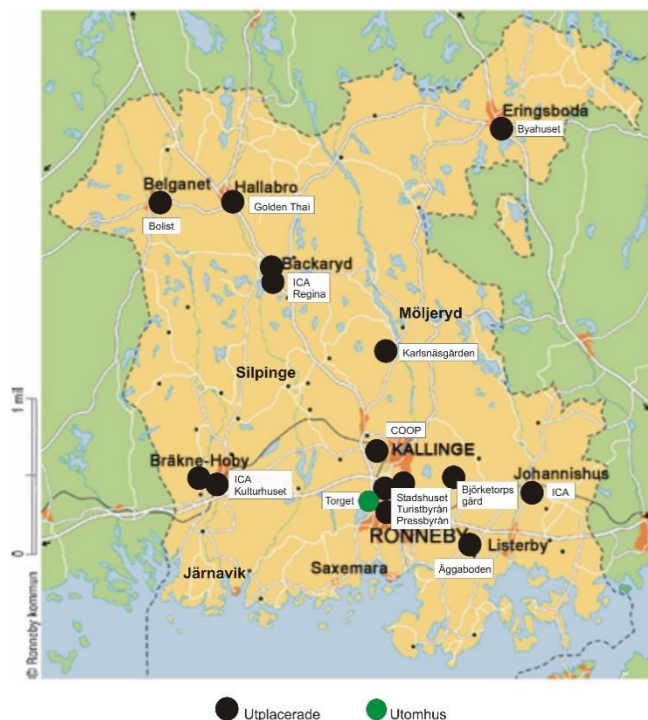 Eringsboda
Byahuset
Belganet
Hallabro
Golden Thai
Bolist
Backaryd
ICA
Regina
Möljeryd
Karlsnäsgården
Silpinge
1 mil
COOP
KALLINGE
Bräkne-Hoby
ICA
Kulturhuset
Johannishus
ICA
Björketorps
gård
Torget
Stadshuset
Turistbyrån
Pressbyrån
RONNEBY
Listerby
0
Äggaboden
Saxemara
Järnavik
© Ronneby kommun
Utplacerade
Utomhus